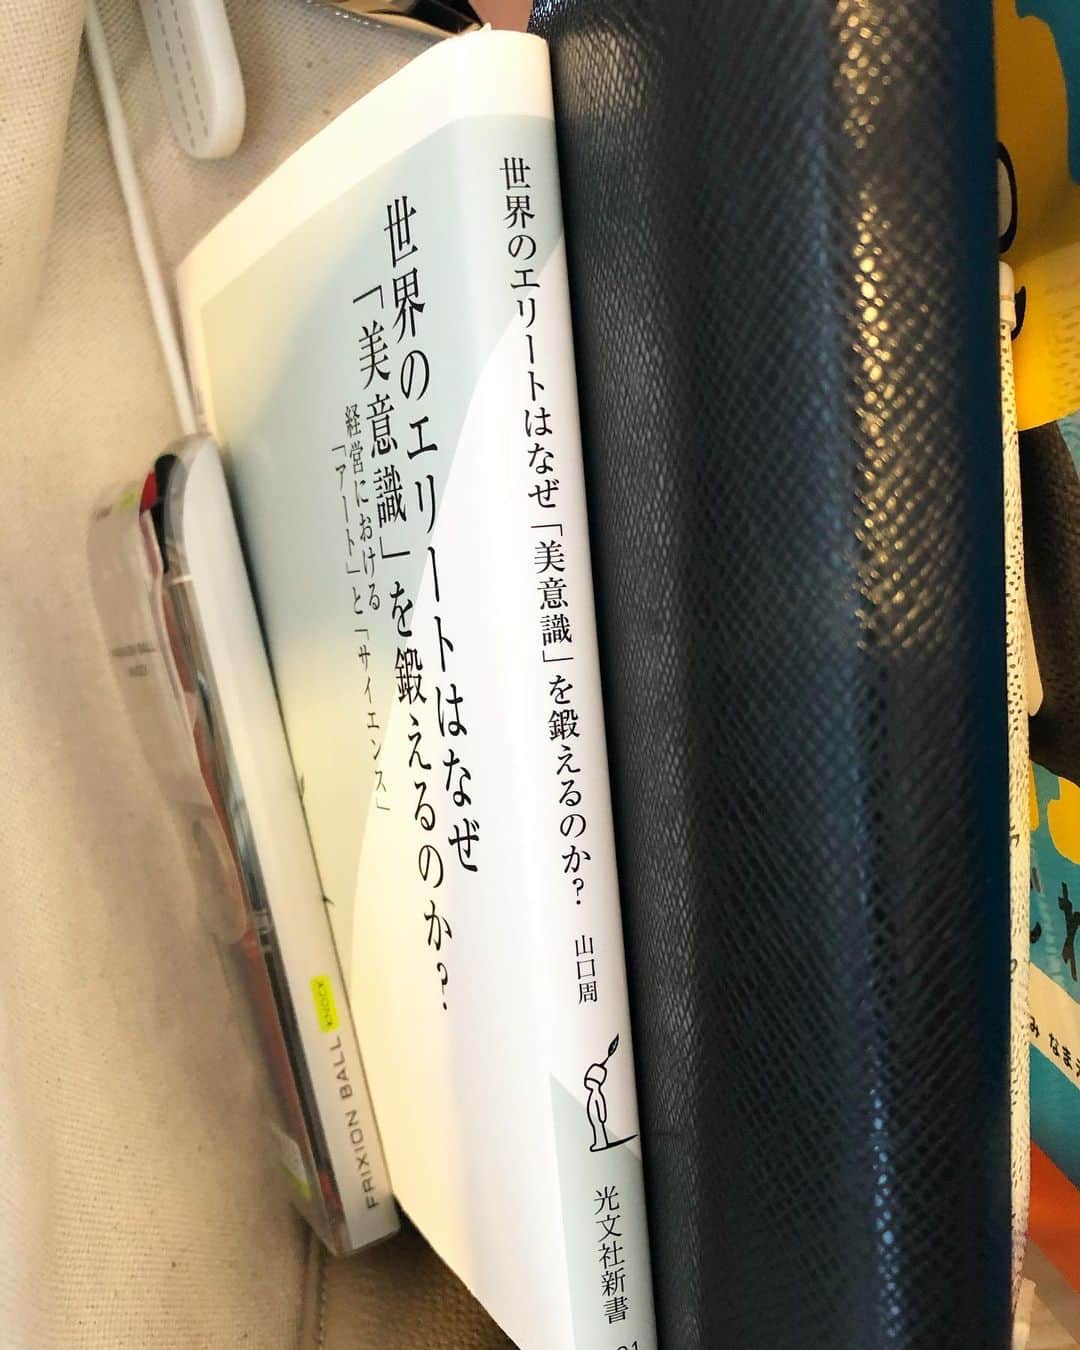 世界のエリートはなぜ
「美意識」を鍛えるのか?
経営における
「アート」と「サイエンス」
世界のエリートはなぜ「美意識」を鍛えるのか?
山口周
光文社新書
FRIXION BALL
KNOCK